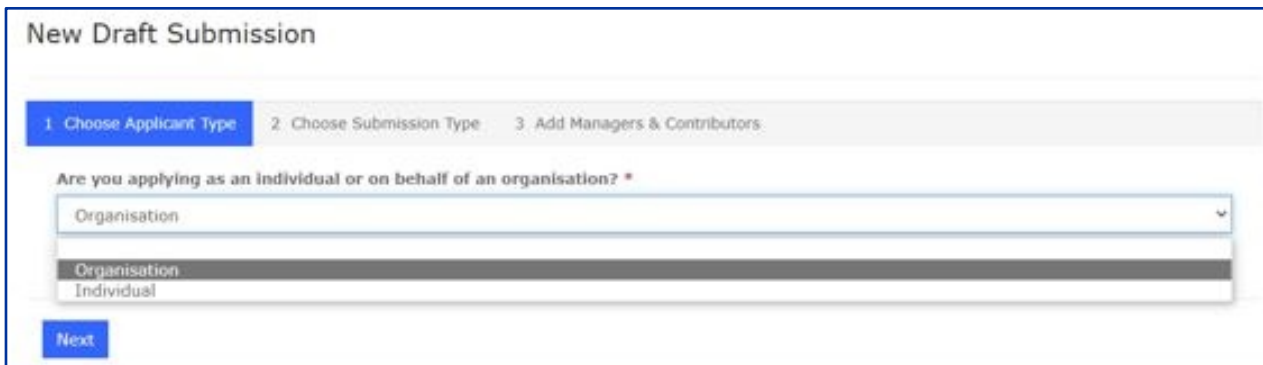 New Draft Submission
1 Choose Applicant Type 2 Choose Submission Type 3 Add Managers & Contributors
Are you applying as an individual or on behalf of an organisation? *
Organisation
Organisation
Individual
Next